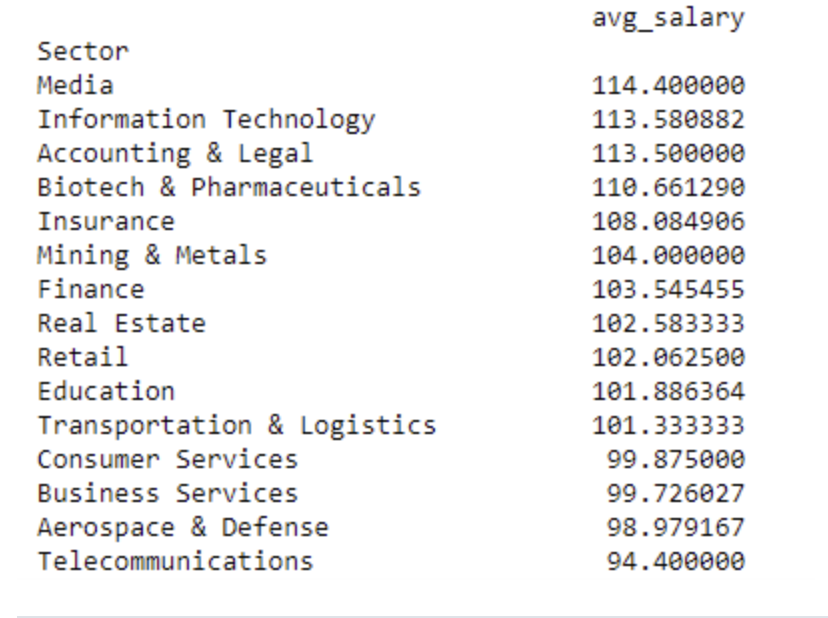 avg_salary
Sector
Media 114.400000
Information Technology 113.580882
Accounting & Legal 113.500000
Biotech & Pharmaceuticals 110.661290
Insurance 108.084906
Mining & Metals 104.000000
Finance 103.545455
Real Estate 102.583333
Retail 102.062500
Education 101.886364
Transportation & Logistics 101.333333
Consumer Services 99.875000
Business Services 99.726027
Aerospace & Defense 98.979167
Telecommunications 94.400000